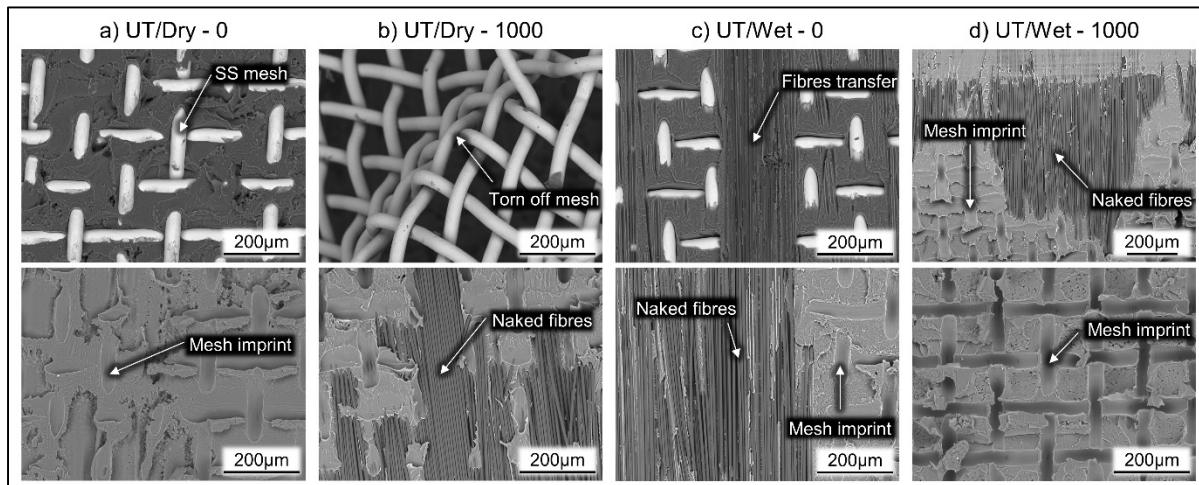 a) UT/Dry - 0
b) UT/Dry - 1000
c) UT/Wet - 0
d) UT/Wet - 1000
SS mesh
200µm
Torn off mesh
200µm
Fibres transfer
200µm
Mesh imprint
Naked fibres
200µm
Mesh imprint
200µm
Naked fibres
200µm
Naked fibres
Mesh imprint
200µm
Mesh imprint
200µm